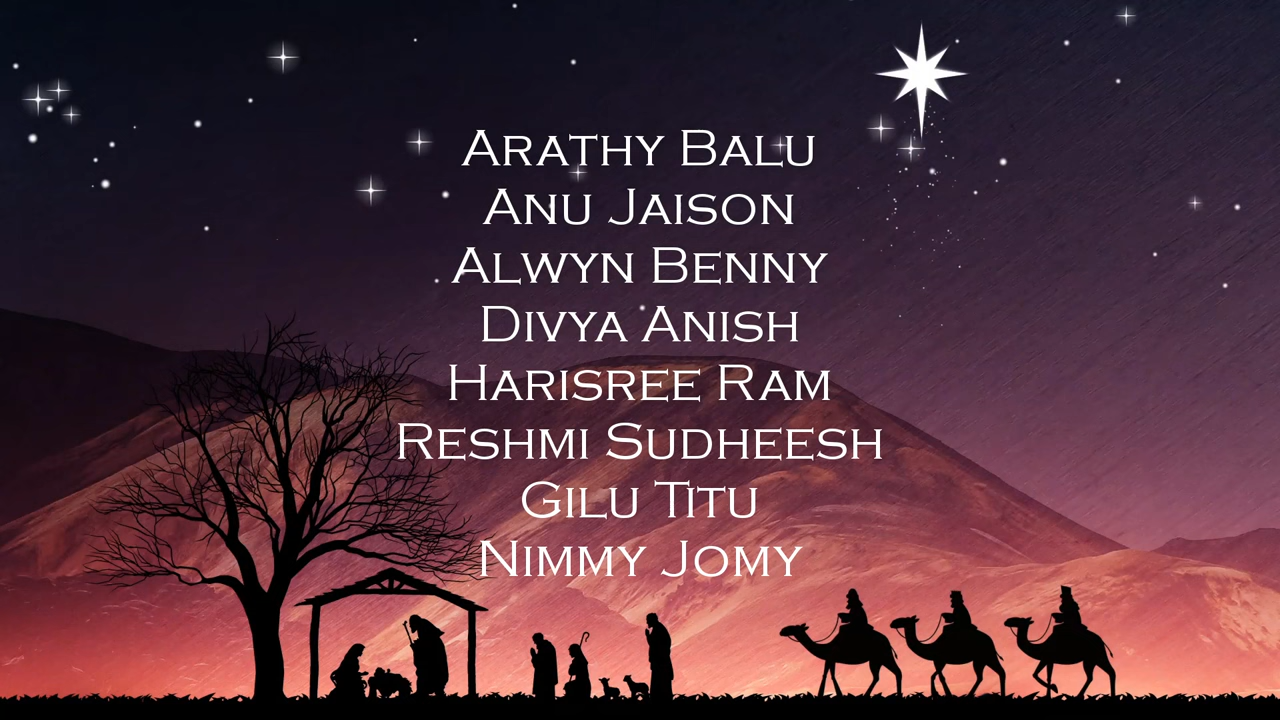 Arathy Balu
Anu Jaison
Alwyn Benny
Divya Anish
Harisree Ram
Reshmi Sudheesh
Gilu Titu
Nimmy Jomy